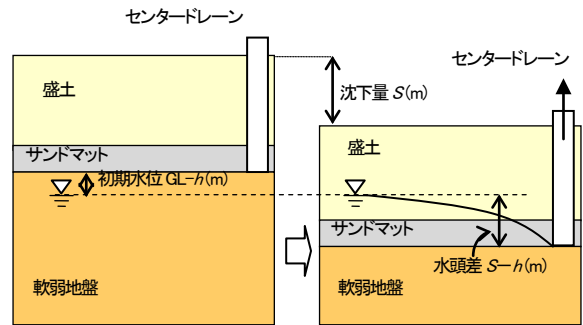 センタードレーン
盛土
サンドマット
初期水位 GL-h(m)
軟弱地盤
沈下量 S(m)
センタードレーン
盛土
サンドマット
水頭差 S-h(m)
軟弱地盤